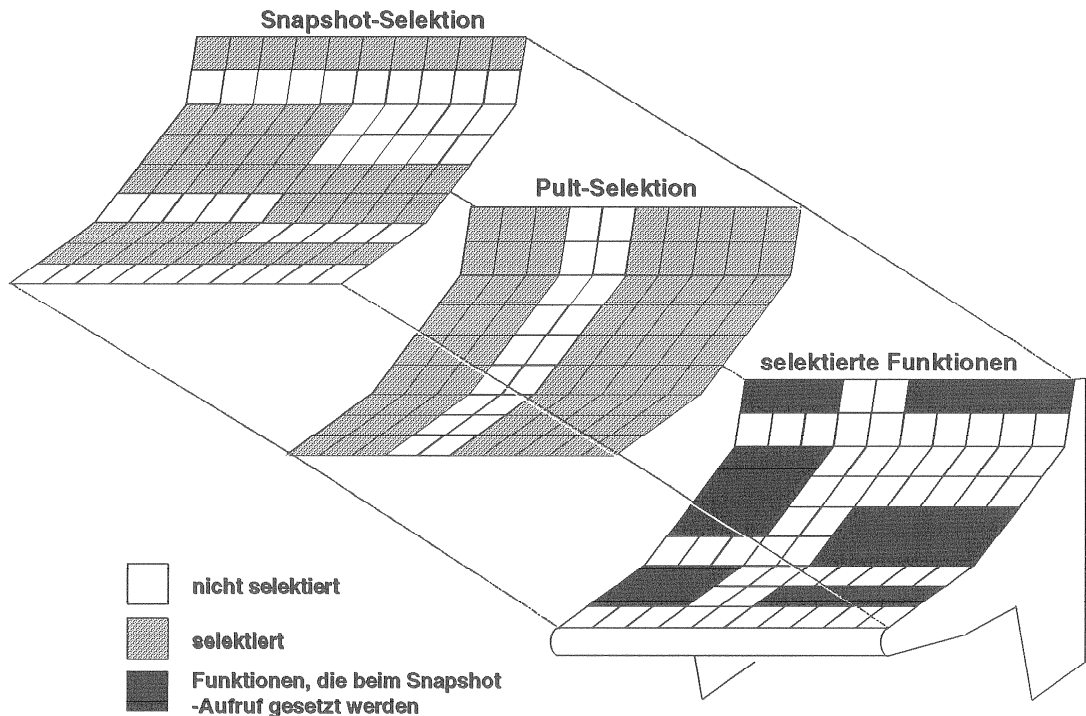 Snapshot-Selektion
Pult-Selektion
selektierte Funktionen
nicht selektiert
selektiert
Funktionen, die beim Snapshot
-Aufruf gesetzt werden